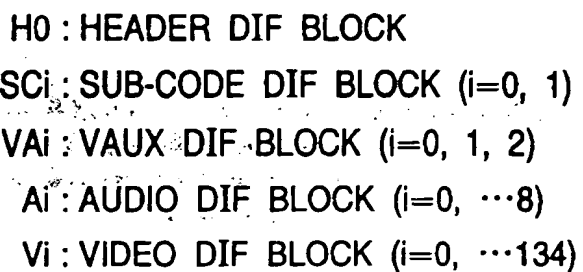 H0 : HEADER DIF BLOCK
SCi : SUB-CODE DIF BLOCK (i=0, 1)
VAi : VAUX DIF BLOCK (i=0, 1, 2)
Ai : AUDIO DIF BLOCK (i=0, ···8)
Vi : VIDEO DIF BLOCK (i=0, ···134)